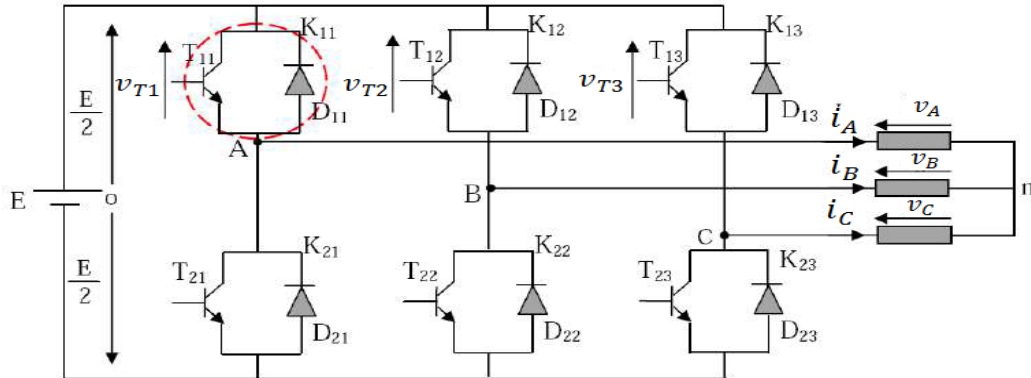 K11
K12
K13
T11
T12
T13
vT1
vT2
vT3
E/2
D11
D12
D13
A
iA
vA
iB
vB
n
B
E
o
iC
vC
C
K21
K22
K23
E/2
T21
T22
T23
D21
D22
D23